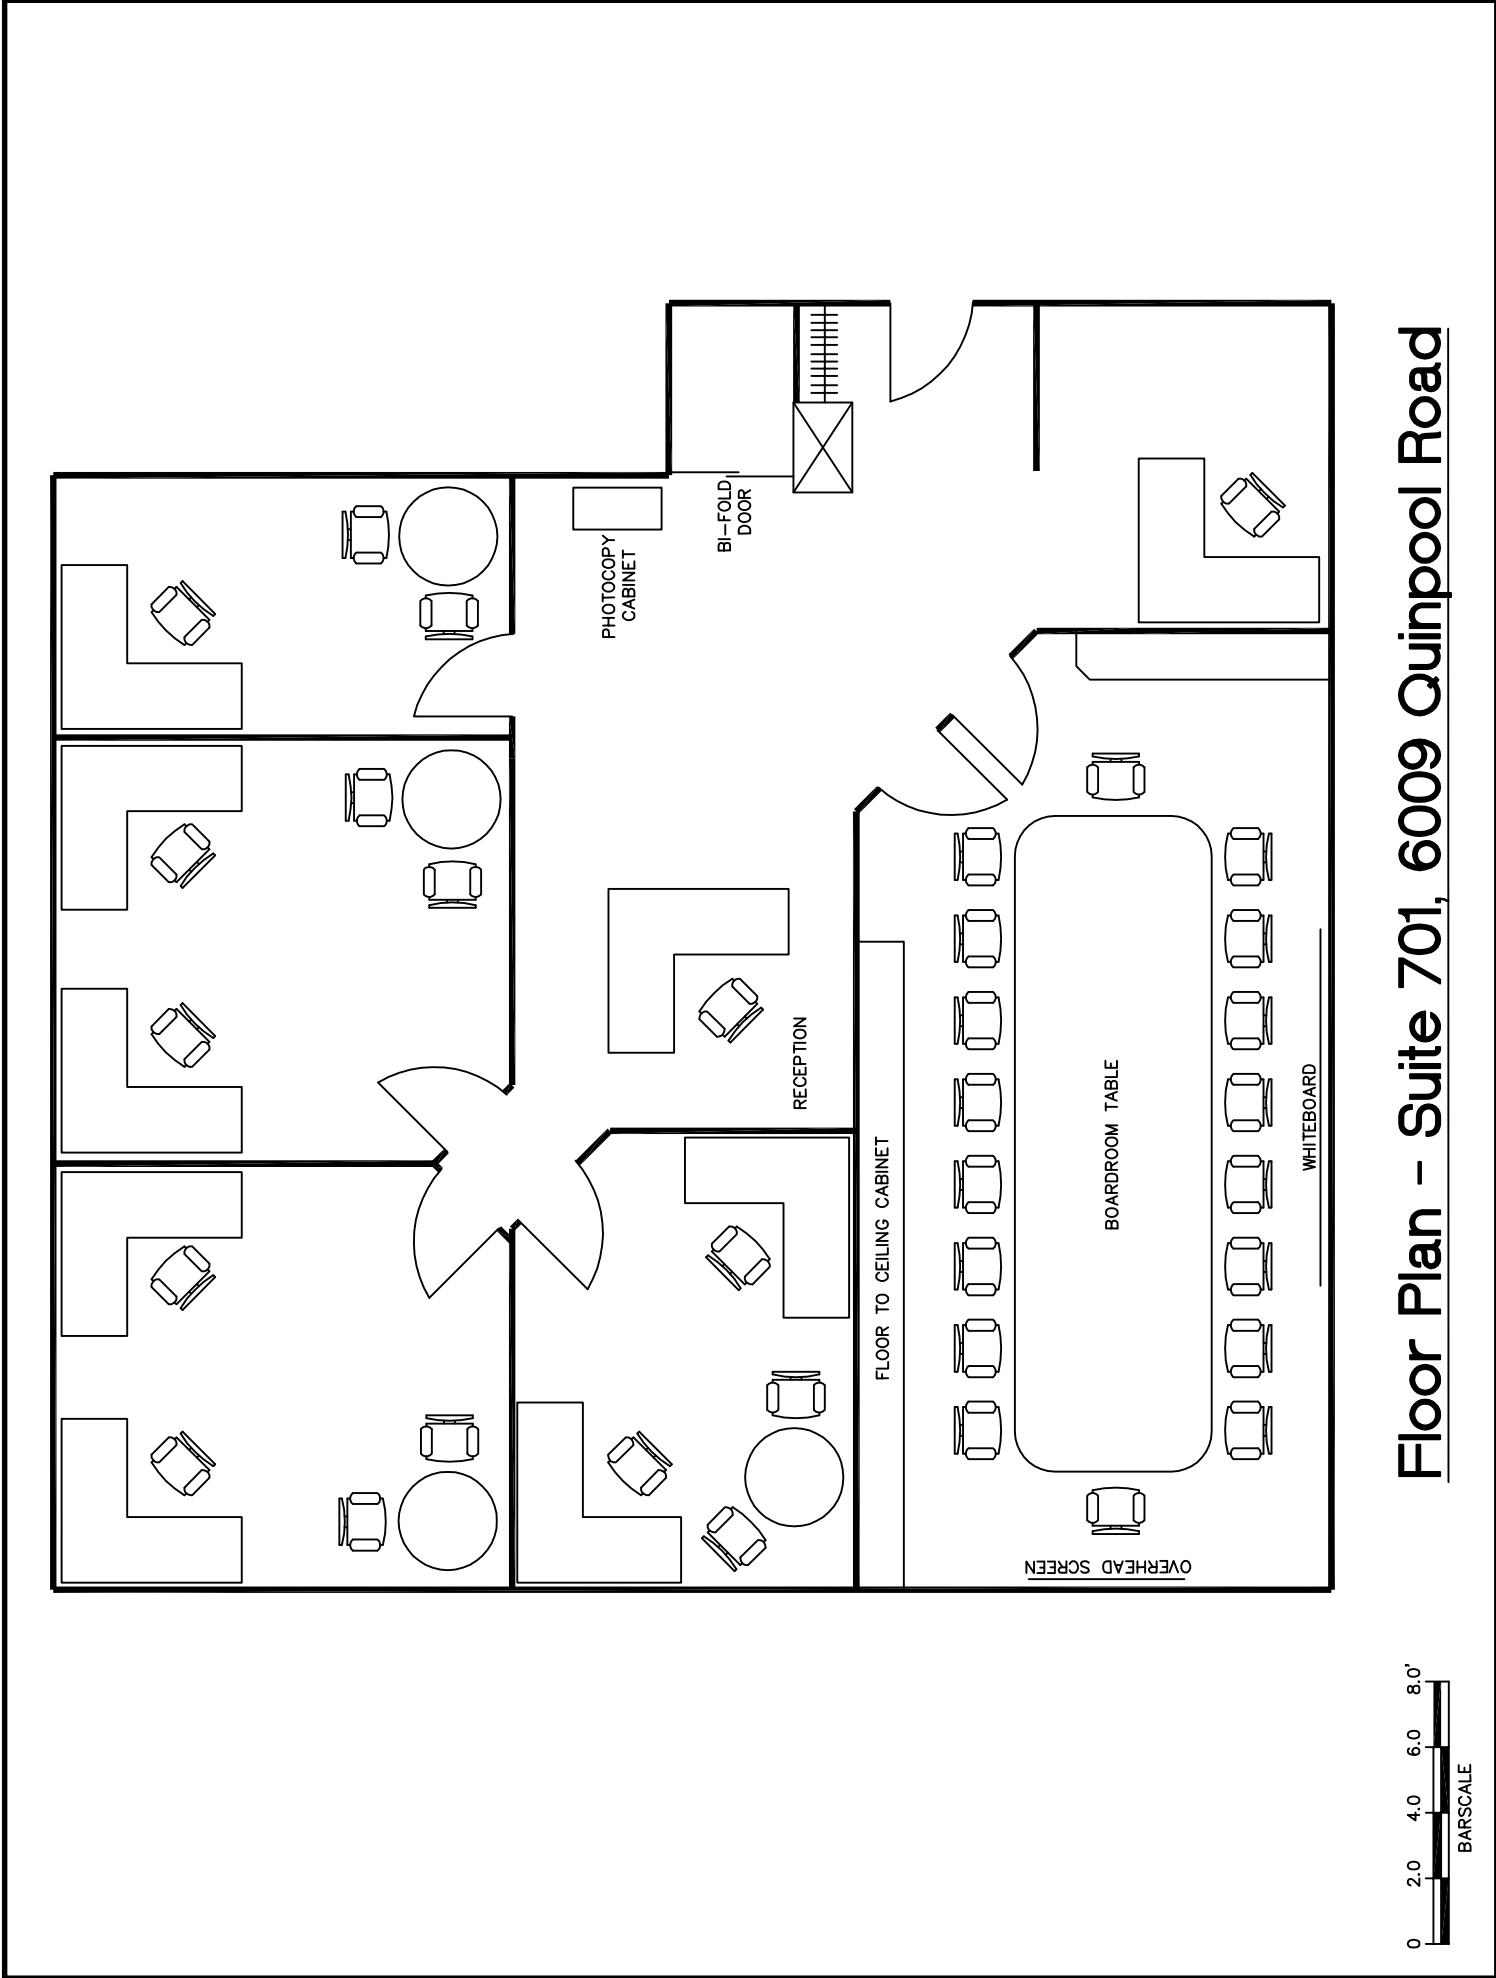 PHOTOCOPY
CABINET
BI-FOLD
DOOR
RECEPTION
FLOOR TO CEILING CABINET
BOARDROOM TABLE
WHITEBOARD
OVERHEAD SCREEN
Floor Plan - Suite 701, 6009 Quinpool Road
0 2.0 4.0 6.0 8.0'
BARSCALE